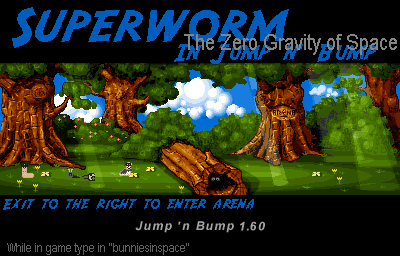 SUPERWORM
The Zero Gravity of Space
IN JUMP 'N' BUMP
EXIT TO THE RIGHT TO ENTER ARENA
Jump 'n Bump 1.60
While in game type in "bunniesinspace"